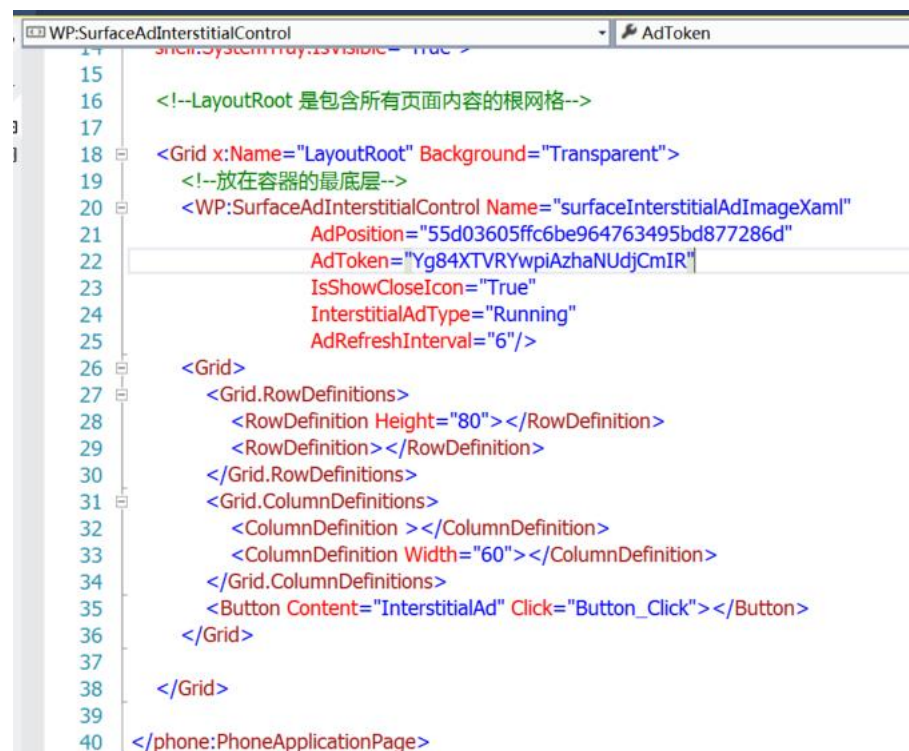 WP:SurfaceAdInterstitialControl AdToken
14 shell:SystemTray.IsVisible="True">
15
16 <!--LayoutRoot 是包含所有页面内容的根网格-->
17
18 <Grid x:Name="LayoutRoot" Background="Transparent">
19 <!--放在容器的最底层-->
20 <WP:SurfaceAdInterstitialControl Name="surfaceInterstitialAdImageXaml"
21 AdPosition="55d03605ffc6be964763495bd877286d"
22 AdToken="Yg84XTVRYwpiAzhaNUdjCmIR"
23 IsShowCloseIcon="True"
24 InterstitialAdType="Running"
25 AdRefreshInterval="6"/>
26 <Grid>
27 <Grid.RowDefinitions>
28 <RowDefinition Height="80"></RowDefinition>
29 <RowDefinition></RowDefinition>
30 </Grid.RowDefinitions>
31 <Grid.ColumnDefinitions>
32 <ColumnDefinition ></ColumnDefinition>
33 <ColumnDefinition Width="60"></ColumnDefinition>
34 </Grid.ColumnDefinitions>
35 <Button Content="InterstitialAd" Click="Button_Click"></Button>
36 </Grid>
37
38 </Grid>
39
40 </phone:PhoneApplicationPage>